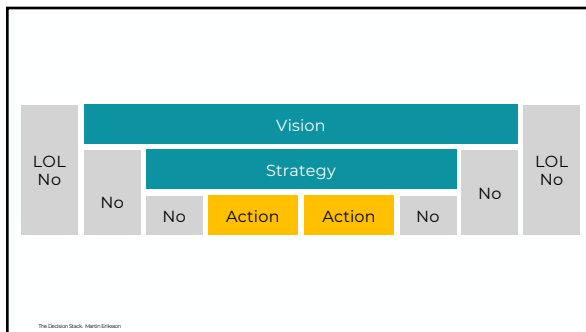 Vision
LOL
No
LOL
No
Strategy
No
No
No
Action
Action
No
The Decision Stack. Martin Eriksson